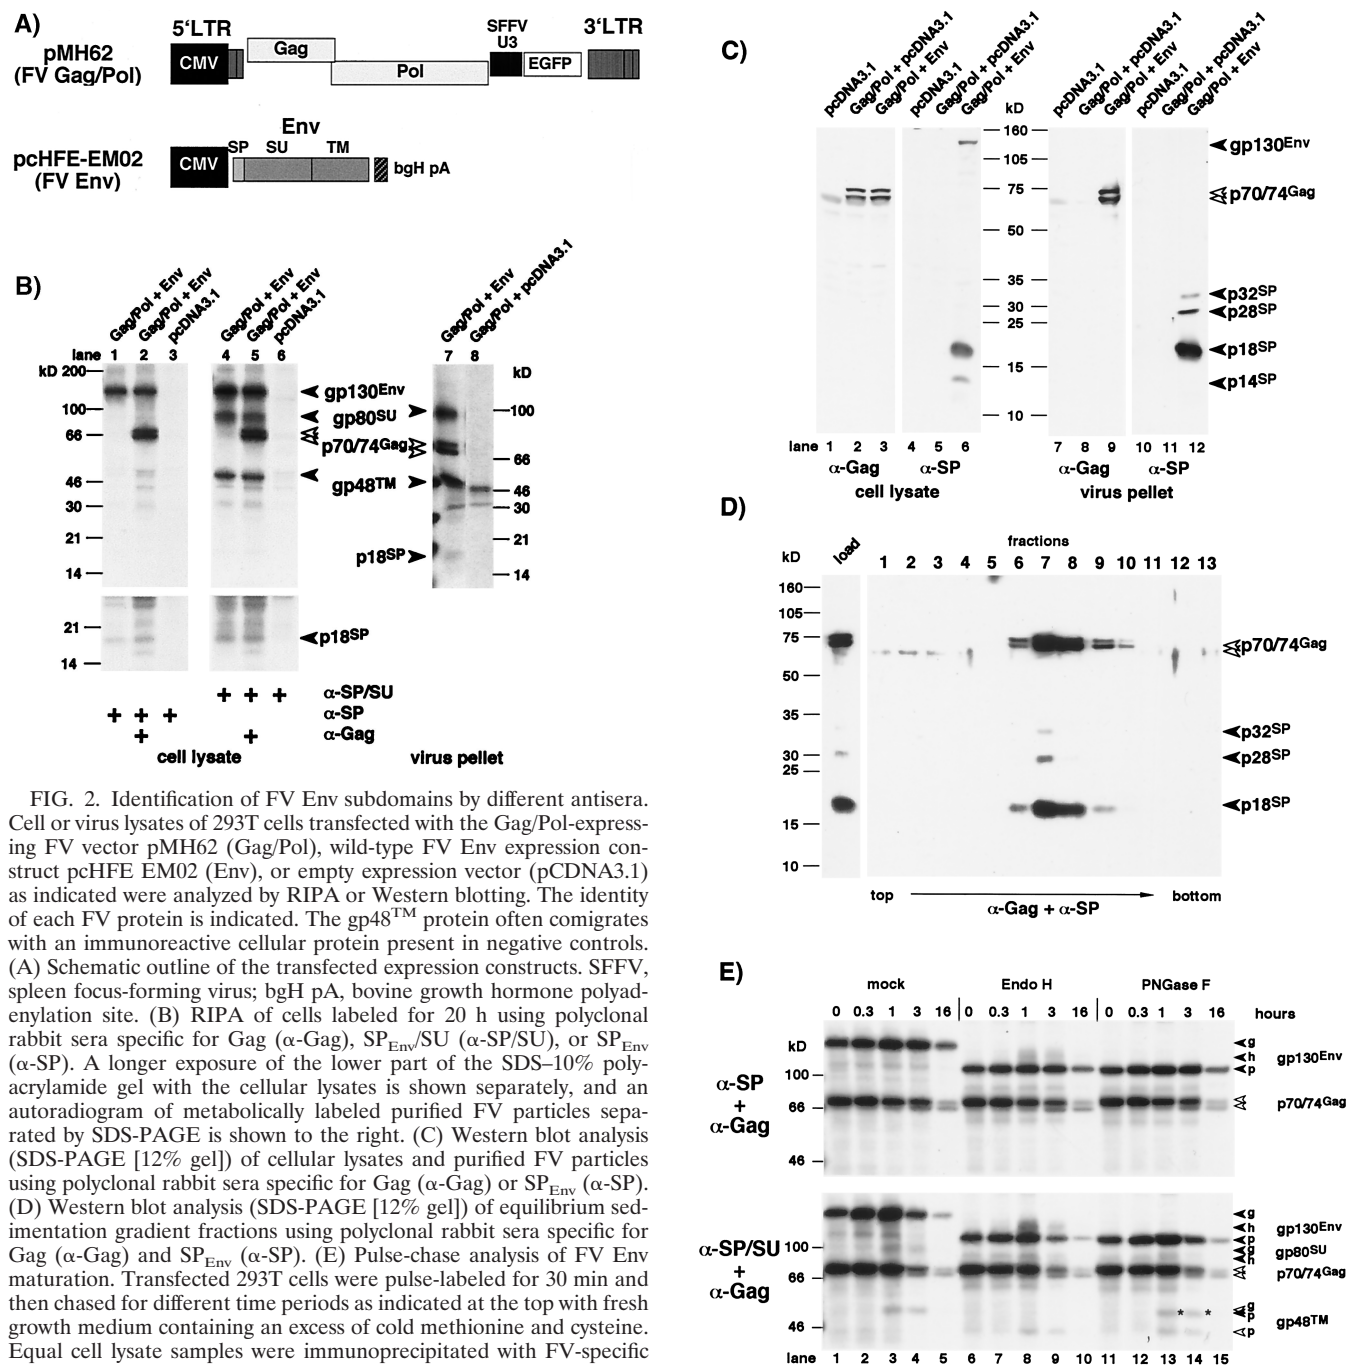 A)
5'LTR
SFFV
U3
3'LTR
pMH62
(FV Gag/Pol)
CMV
Gag
Pol
EGFP
Env
pcHFE-EM02
(FV Env)
CMV
SP
SU
TM
bgH pA
B)
Gag/Pol + Env
Gag/Pol + Env
pcDNA3.1
Gag/Pol + Env
Gag/Pol + Env
pcDNA3.1
Gag/Pol + Env
Gag/Pol + pcDNA3.1
lane 1 2 3 4 5 6 7 8
kD 200
100
66
46
30
21
14
21
14
gp130Env
gp80SU
p70/74Gag
gp48TM
p18SP
p18SP
kD
100
66
46
30
21
14
+ + + α-SP/SU
+ + + α-SP
+ + α-Gag
cell lysate
virus pellet
FIG. 2. Identification of FV Env subdomains by different antisera.
Cell or virus lysates of 293T cells transfected with the Gag/Pol-express-
ing FV vector pMH62 (Gag/Pol), wild-type FV Env expression con-
struct pcHFE EM02 (Env), or empty expression vector (pCDNA3.1)
as indicated were analyzed by RIPA or Western blotting. The identity
of each FV protein is indicated. The gp48TM protein often comigrates
with an immunoreactive cellular protein present in negative controls.
(A) Schematic outline of the transfected expression constructs. SFFV,
spleen focus-forming virus; bgH pA, bovine growth hormone polyad-
enylation site. (B) RIPA of cells labeled for 20 h using polyclonal
rabbit sera specific for Gag (α-Gag), SPEnv/SU (α-SP/SU), or SPEnv
(α-SP). A longer exposure of the lower part of the SDS–10% poly-
acrylamide gel with the cellular lysates is shown separately, and an
autoradiogram of metabolically labeled purified FV particles sepa-
rated by SDS-PAGE is shown to the right. (C) Western blot analysis
(SDS-PAGE [12% gel]) of cellular lysates and purified FV particles
using polyclonal rabbit sera specific for Gag (α-Gag) or SPEnv (α-SP).
(D) Western blot analysis (SDS-PAGE [12% gel]) of equilibrium sed-
imentation gradient fractions using polyclonal rabbit sera specific for
Gag (α-Gag) and SPEnv (α-SP). (E) Pulse-chase analysis of FV Env
maturation. Transfected 293T cells were pulse-labeled for 30 min and
then chased for different time periods as indicated at the top with fresh
growth medium containing an excess of cold methionine and cysteine.
Equal cell lysate samples were immunoprecipitated with FV-specific
C)
pcDNA3.1
Gag/Pol + pcDNA3.1
Gag/Pol + Env
pcDNA3.1
Gag/Pol + pcDNA3.1
Gag/Pol + Env
kD
pcDNA3.1
Gag/Pol + pcDNA3.1
Gag/Pol + Env
pcDNA3.1
Gag/Pol + pcDNA3.1
Gag/Pol + Env
160
105
75
50
35
30
25
15
10
gp130Env
p70/74Gag
p32SP
p28SP
p18SP
p14SP
lane 1 2 3 4 5 6 7 8 9 10 11 12
α-Gag α-SP α-Gag α-SP
cell lysate virus pellet
D)
fractions
kD load 1 2 3 4 5 6 7 8 9 10 11 12 13
160
105
75
50
35
30
25
15
10
p70/74Gag
p32SP
p28SP
p18SP
top bottom
α-Gag + α-SP
E)
mock Endo H PNGase F
0 0.3 1 3 16 0 0.3 1 3 16 0 0.3 1 3 16 hours
kD
100
66
46
α-SP
+
α-Gag
g
h
p
gp130Env
p70/74Gag
α-SP/SU
+
α-Gag
100
66
46
g
h
p
gp130Env
g
h
gp80SU
p70/74Gag
* *
g
p
p
gp48TM
lane 1 2 3 4 5 6 7 8 9 10 11 12 13 14 15